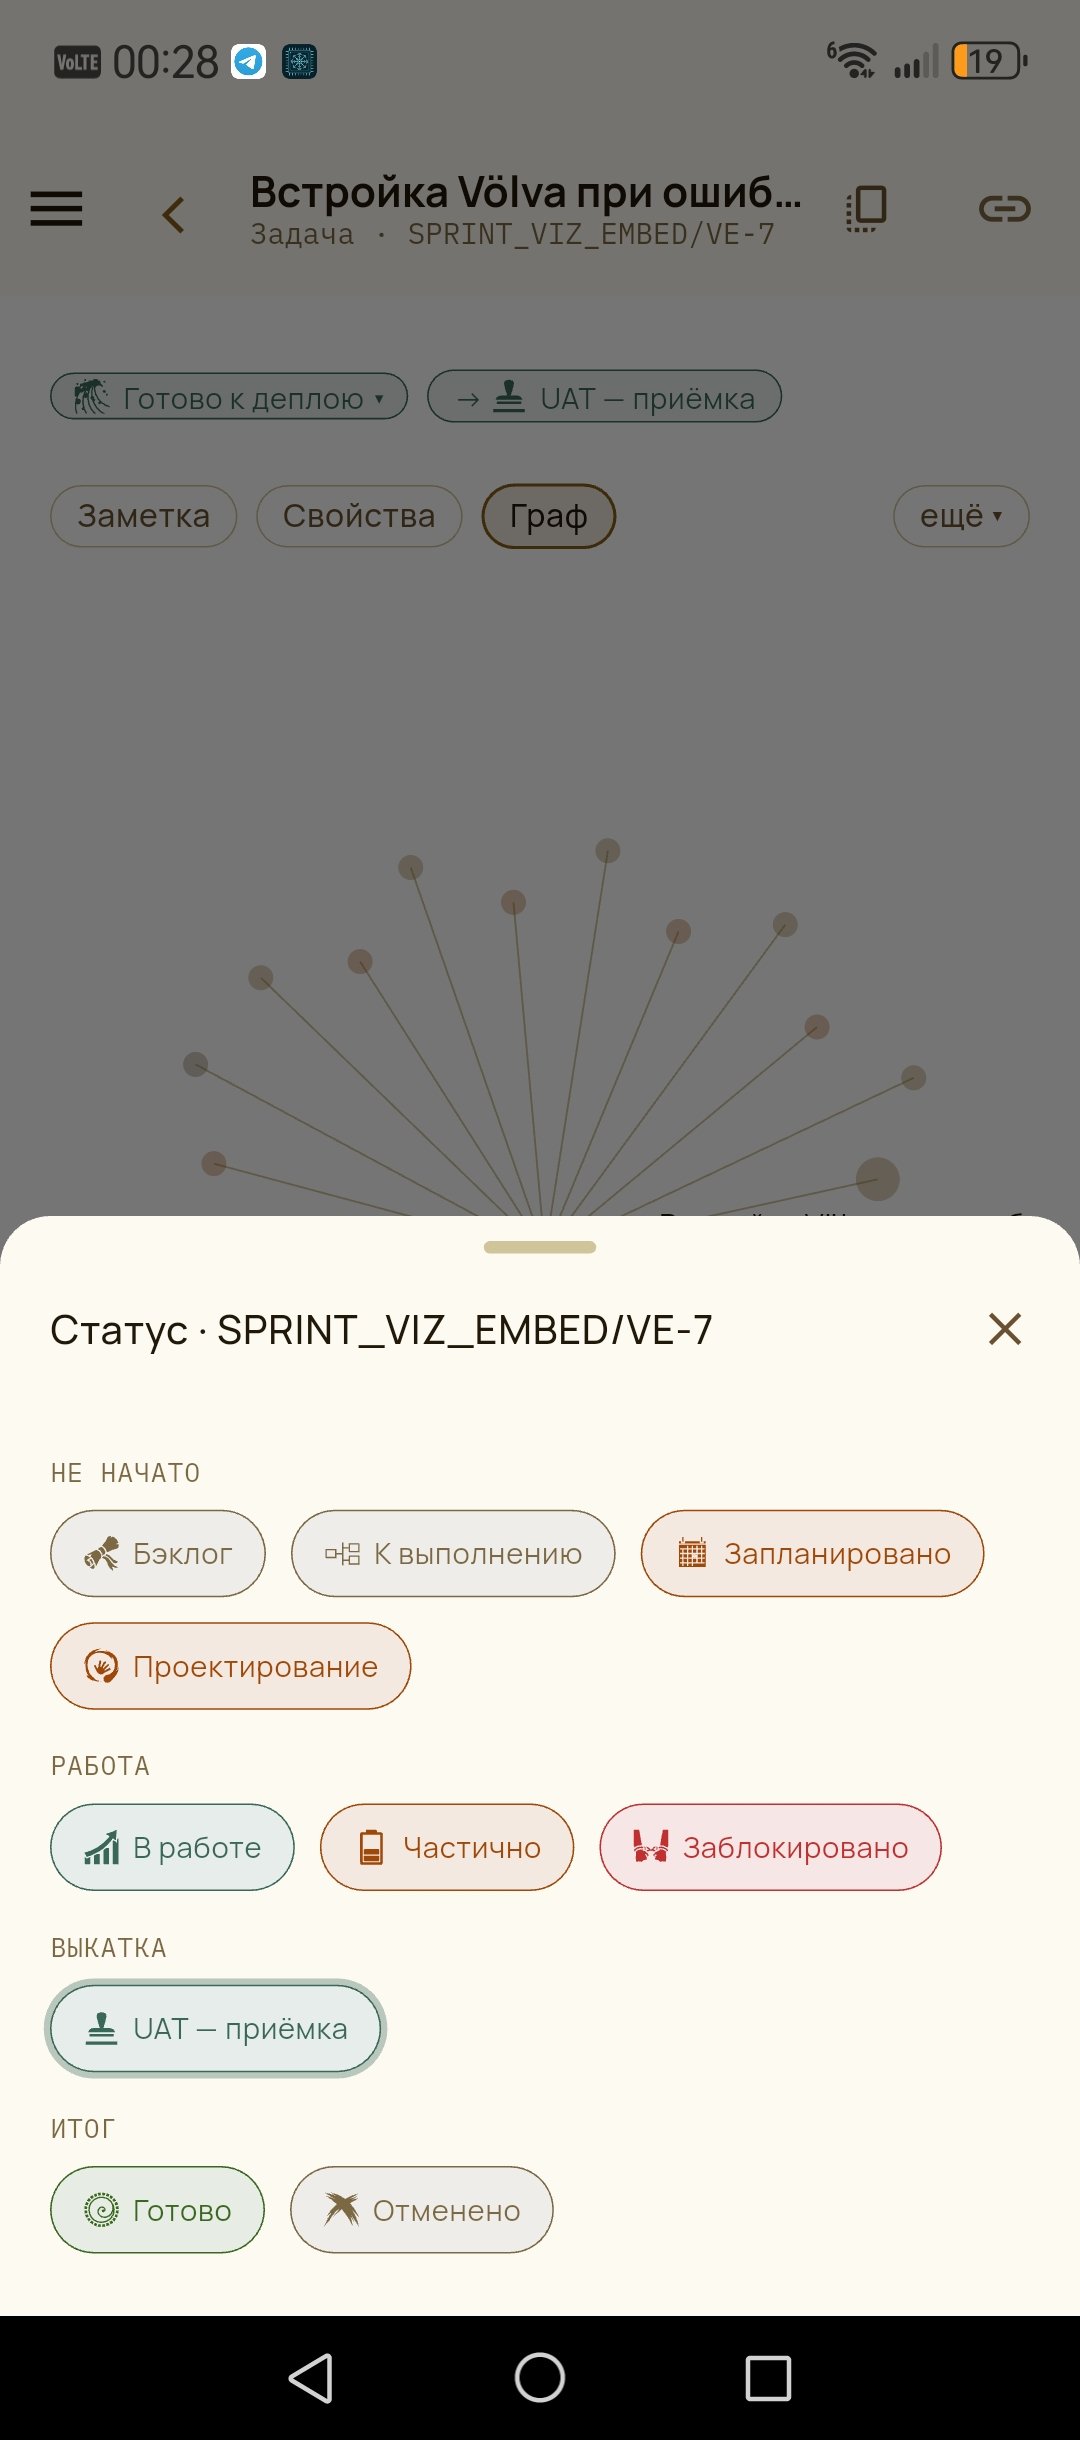 VoLTE 00:28 6 19
Встройка Völva при ошиб...
Задача · SPRINT_VIZ_EMBED/VE-7
Готово к деплою ▾ → UAT — приёмка
Заметка Свойства Граф ещё ▾
Статус · SPRINT_VIZ_EMBED/VE-7
НЕ НАЧАТО
Бэклог К выполнению Запланировано
Проектирование
РАБОТА
В работе Частично Заблокировано
ВЫКАТКА
UAT — приёмка
ИТОГ
Готово Отменено